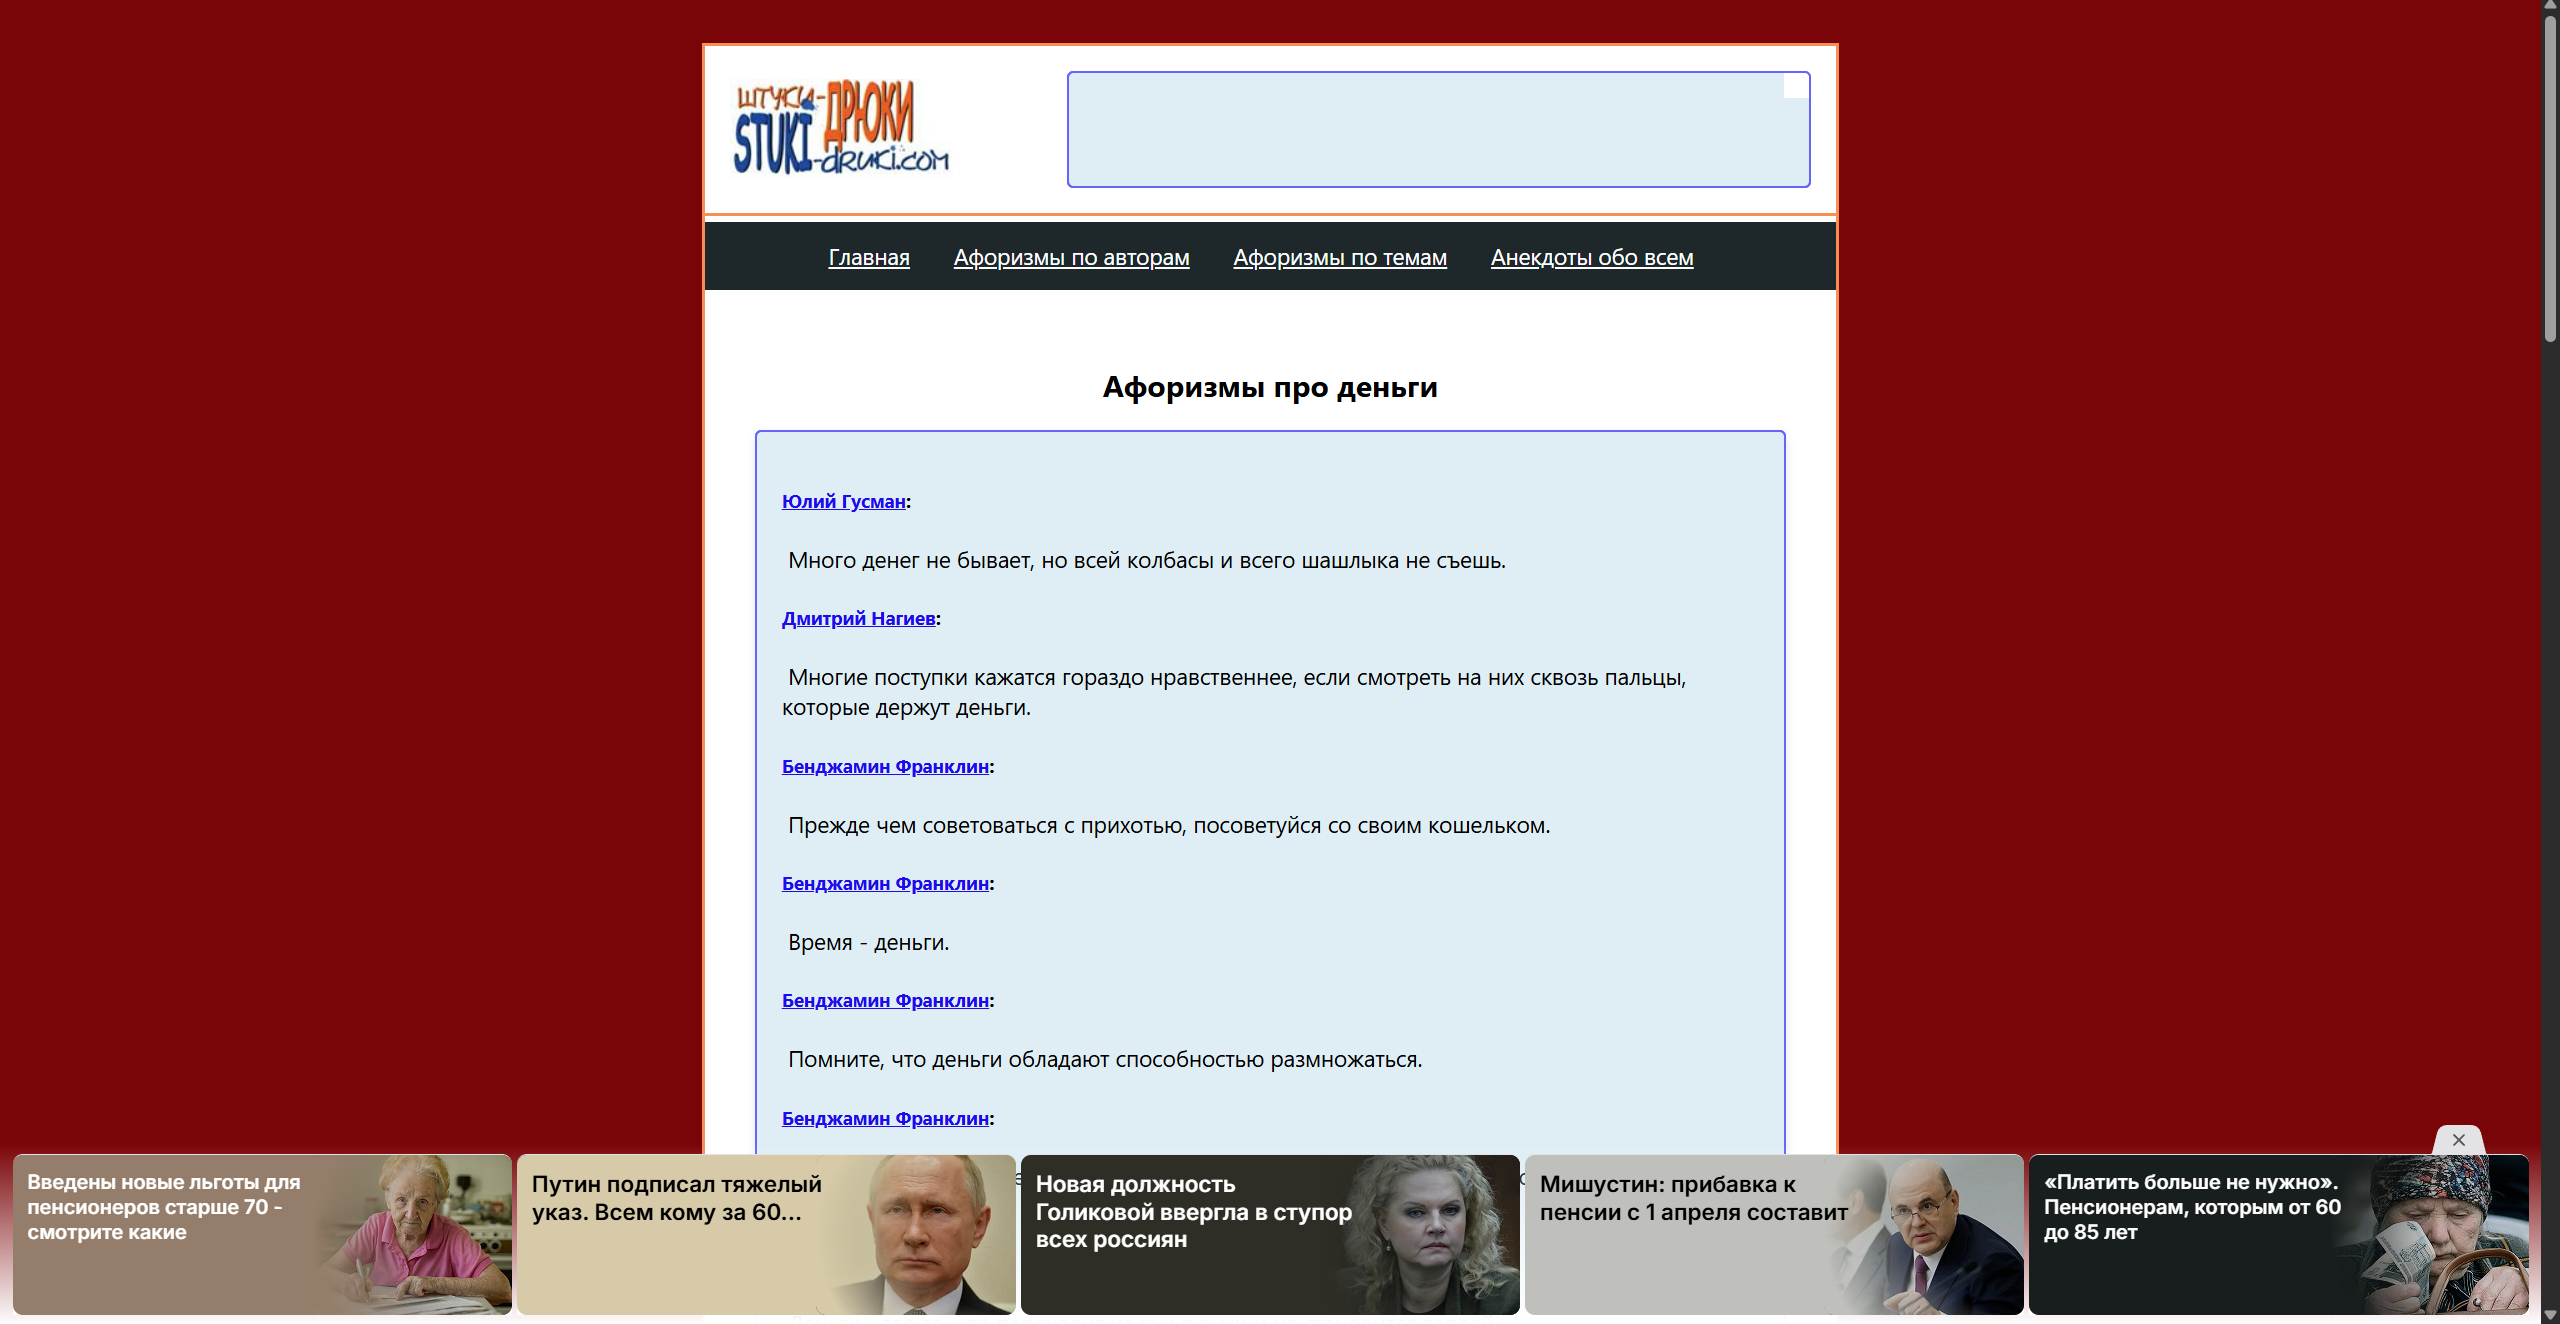 ШТУКИ-ДРЮКИ
STUKI-DRUKI.COM
Главная Афоризмы по авторам Афоризмы по темам Анекдоты обо всем
Афоризмы про деньги
Юлий Гусман:
Много денег не бывает, но всей колбасы и всего шашлыка не съешь.
Дмитрий Нагиев:
Многие поступки кажатся гораздо нравственнее, если смотреть на них сквозь пальцы,
которые держут деньги.
Бенджамин Франклин:
Прежде чем советоваться с прихотью, посоветуйся со своим кошельком.
Бенджамин Франклин:
Время - деньги.
Бенджамин Франклин:
Помните, что деньги обладают способностью размножаться.
Бенджамин Франклин:
Введены новые льготы для
пенсионеров старше 70 -
смотрите какие
Путин подписал тяжелый
указ. Всем кому за 60...
Новая должность
Голиковой ввергла в ступор
всех россиян
Мишустин: прибавка к
пенсии с 1 апреля составит
«Платить больше не нужно».
Пенсионерам, которым от 60
до 85 лет